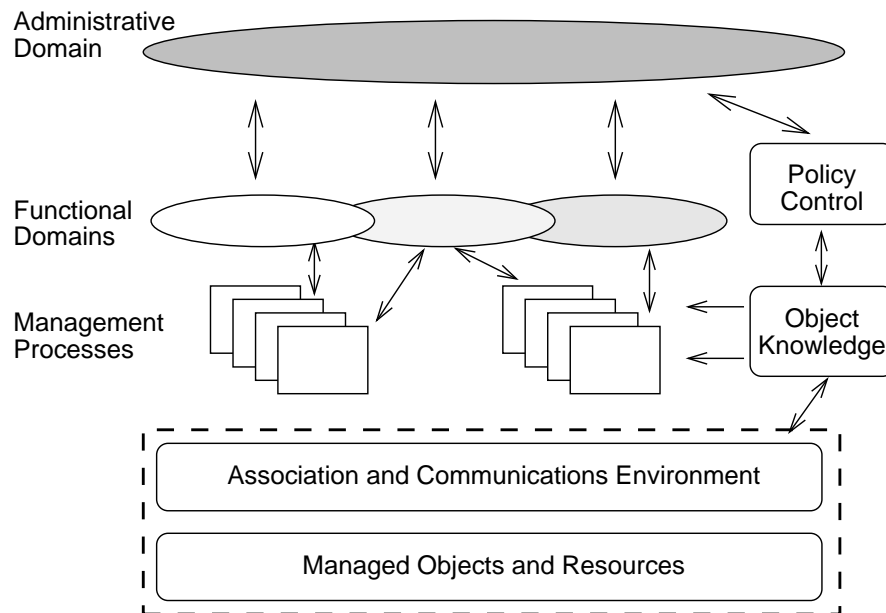 Administrative
Domain
Policy
Control
Functional
Domains
Management
Processes
Object
Knowledge
Association and Communications Environment
Managed Objects and Resources